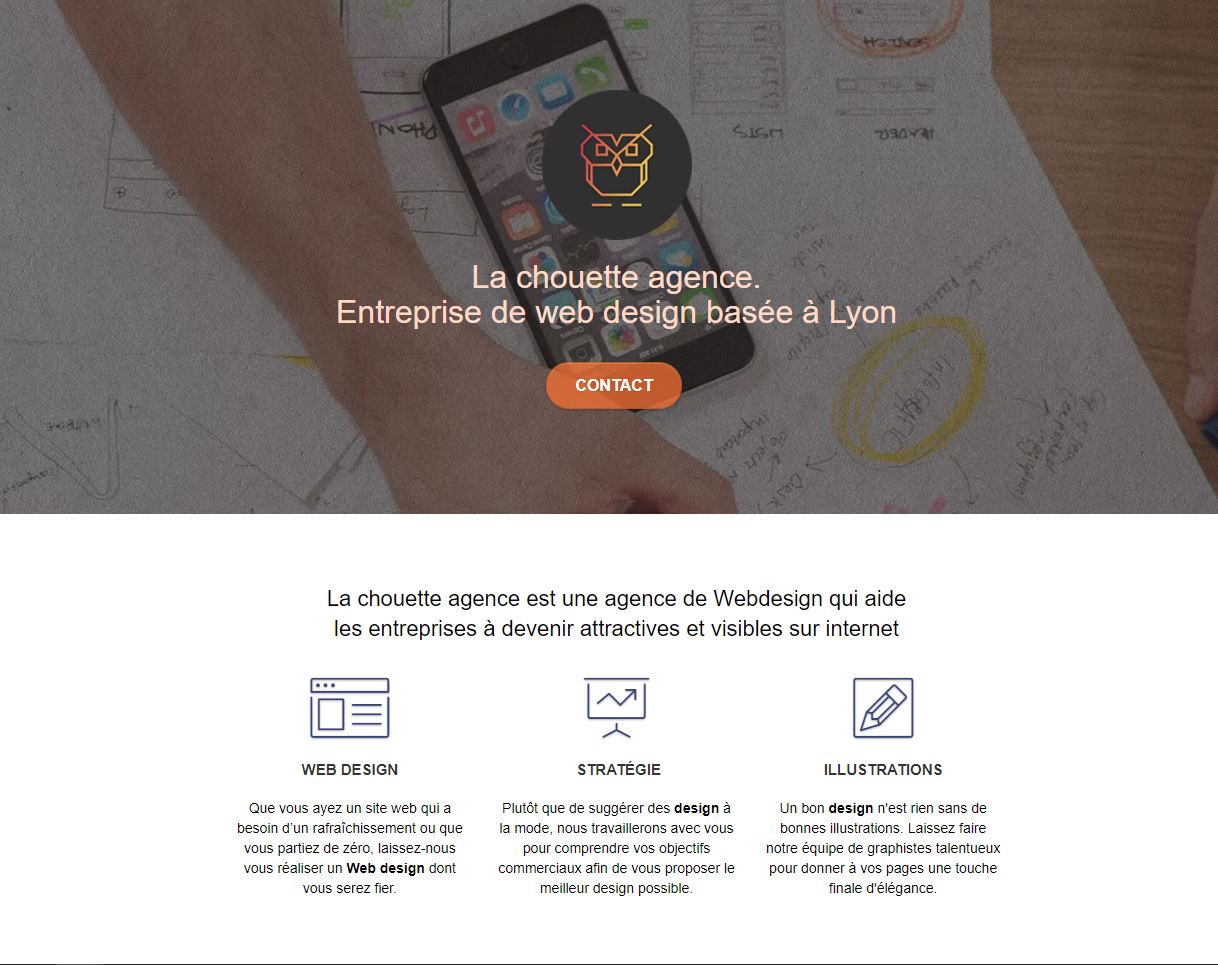 SEARCH
PHON
LISTS
HEADER
La chouette agence.
Entreprise de web design basée à Lyon
CONTACT
La chouette agence est une agence de Webdesign qui aide
les entreprises à devenir attractives et visibles sur internet
WEB DESIGN
STRATÉGIE
ILLUSTRATIONS
Que vous ayez un site web qui a
besoin d’un rafraîchissement ou que
vous partiez de zéro, laissez-nous
vous réaliser un Web design dont
vous serez fier.
Plutôt que de suggérer des design à
la mode, nous travaillerons avec vous
pour comprendre vos objectifs
commerciaux afin de vous proposer le
meilleur design possible.
Un bon design n'est rien sans de
bonnes illustrations. Laissez faire
notre équipe de graphistes talentueux
pour donner à vos pages une touche
finale d'élégance.